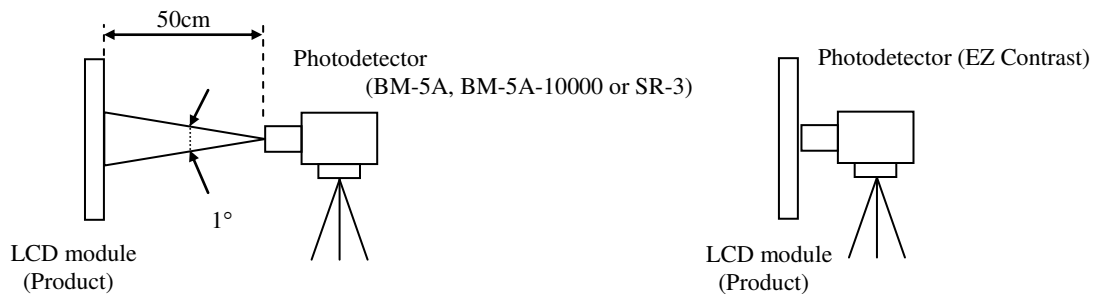 50cm
Photodetector
(BM-5A, BM-5A-10000 or SR-3)
1°
LCD module
(Product)
Photodetector (EZ Contrast)
LCD module
(Product)